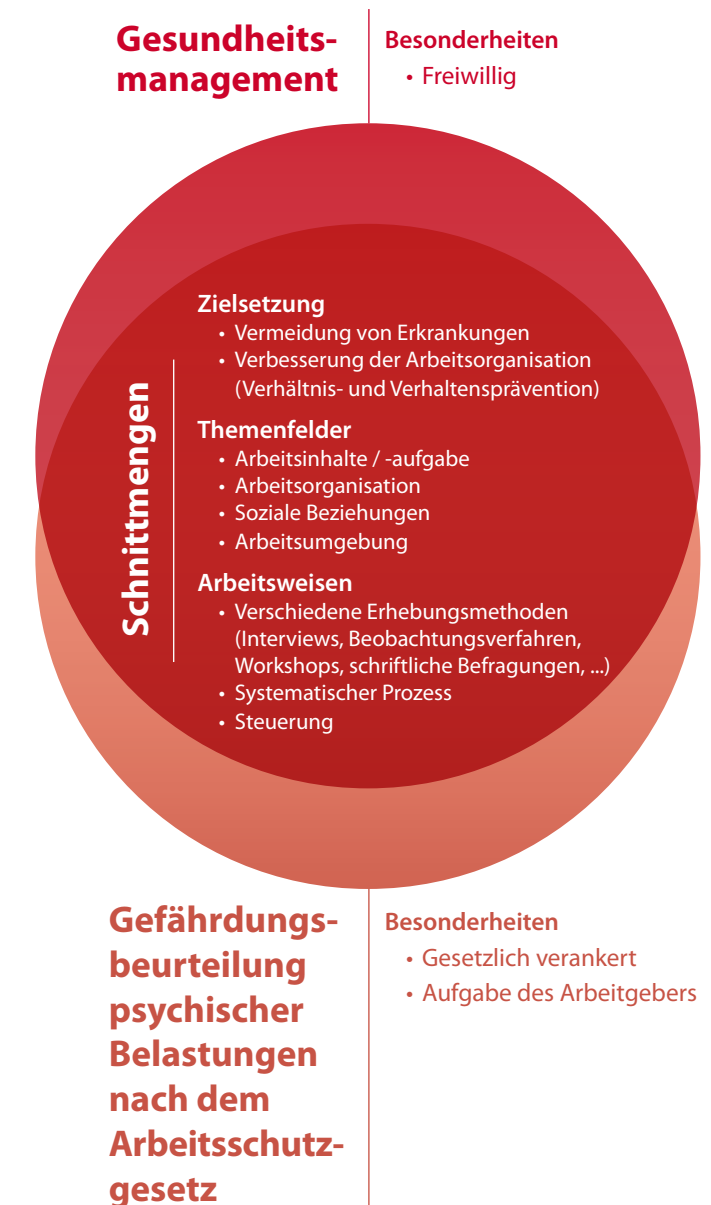 Gesundheits-
management
Besonderheiten
• Freiwillig
Schnittmengen
Zielsetzung
• Vermeidung von Erkrankungen
• Verbesserung der Arbeitsorganisation
(Verhältnis- und Verhaltensprävention)
Themenfelder
• Arbeitsinhalte / -aufgabe
• Arbeitsorganisation
• Soziale Beziehungen
• Arbeitsumgebung
Arbeitsweisen
• Verschiedene Erhebungsmethoden
(Interviews, Beobachtungsverfahren,
Workshops, schriftliche Befragungen, ...)
• Systematischer Prozess
• Steuerung
Gefährdungs-
beurteilung
psychischer
Belastungen
nach dem
Arbeitsschutz-
gesetz
Besonderheiten
• Gesetzlich verankert
• Aufgabe des Arbeitgebers